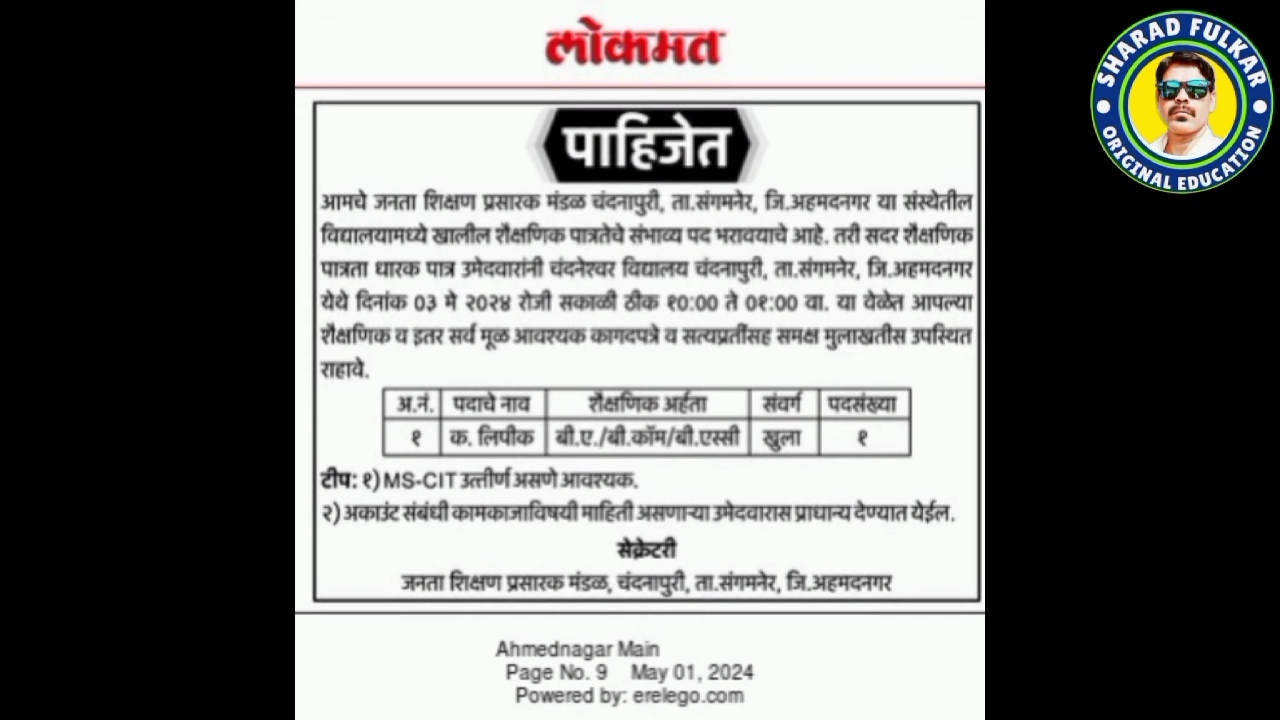 लोकमत
SHARAD FULKAR
ORIGINAL EDUCATION
पाहिजेत
आमचे जनता शिक्षण प्रसारक मंडळ चंदनापुरी, ता.संगमनेर, जि.अहमदनगर या संस्थेतील
विद्यालयामध्ये खालील शैक्षणिक पात्रतेचे संभाव्य पद भरावयाचे आहे. तरी सदर शैक्षणिक
पात्रता धारक पात्र उमेदवारांनी चंदनेश्वर विद्यालय चंदनापुरी, ता.संगमनेर, जि.अहमदनगर
येथे दिनांक 0३ मे २०२४ रोजी सकाळी ठीक १०:०० ते ०१:०० वा. या वेळेत आपल्या
शैक्षणिक व इतर सर्व मूळ आवश्यक कागदपत्रे व सत्यप्रतींसह समक्ष मुलाखतीस उपस्थित
राहावे.
अ.नं. पदाचे नाव शैक्षणिक अर्हता संवर्ग पदसंख्या
१ क. लिपीक बी.ए./बी.कॉम/बी.एस्सी खुला १
टीप: १) MS-CIT उत्तीर्ण असणे आवश्यक.
२) अकाउंट संबंधी कामकाजाविषयी माहिती असणाऱ्या उमेदवारास प्राधान्य देण्यात येईल.
सेक्रेटरी
जनता शिक्षण प्रसारक मंडळ, चंदनापुरी, ता.संगमनेर, जि.अहमदनगर
Ahmednagar Main
Page No. 9 May 01, 2024
Powered by: erelego.com